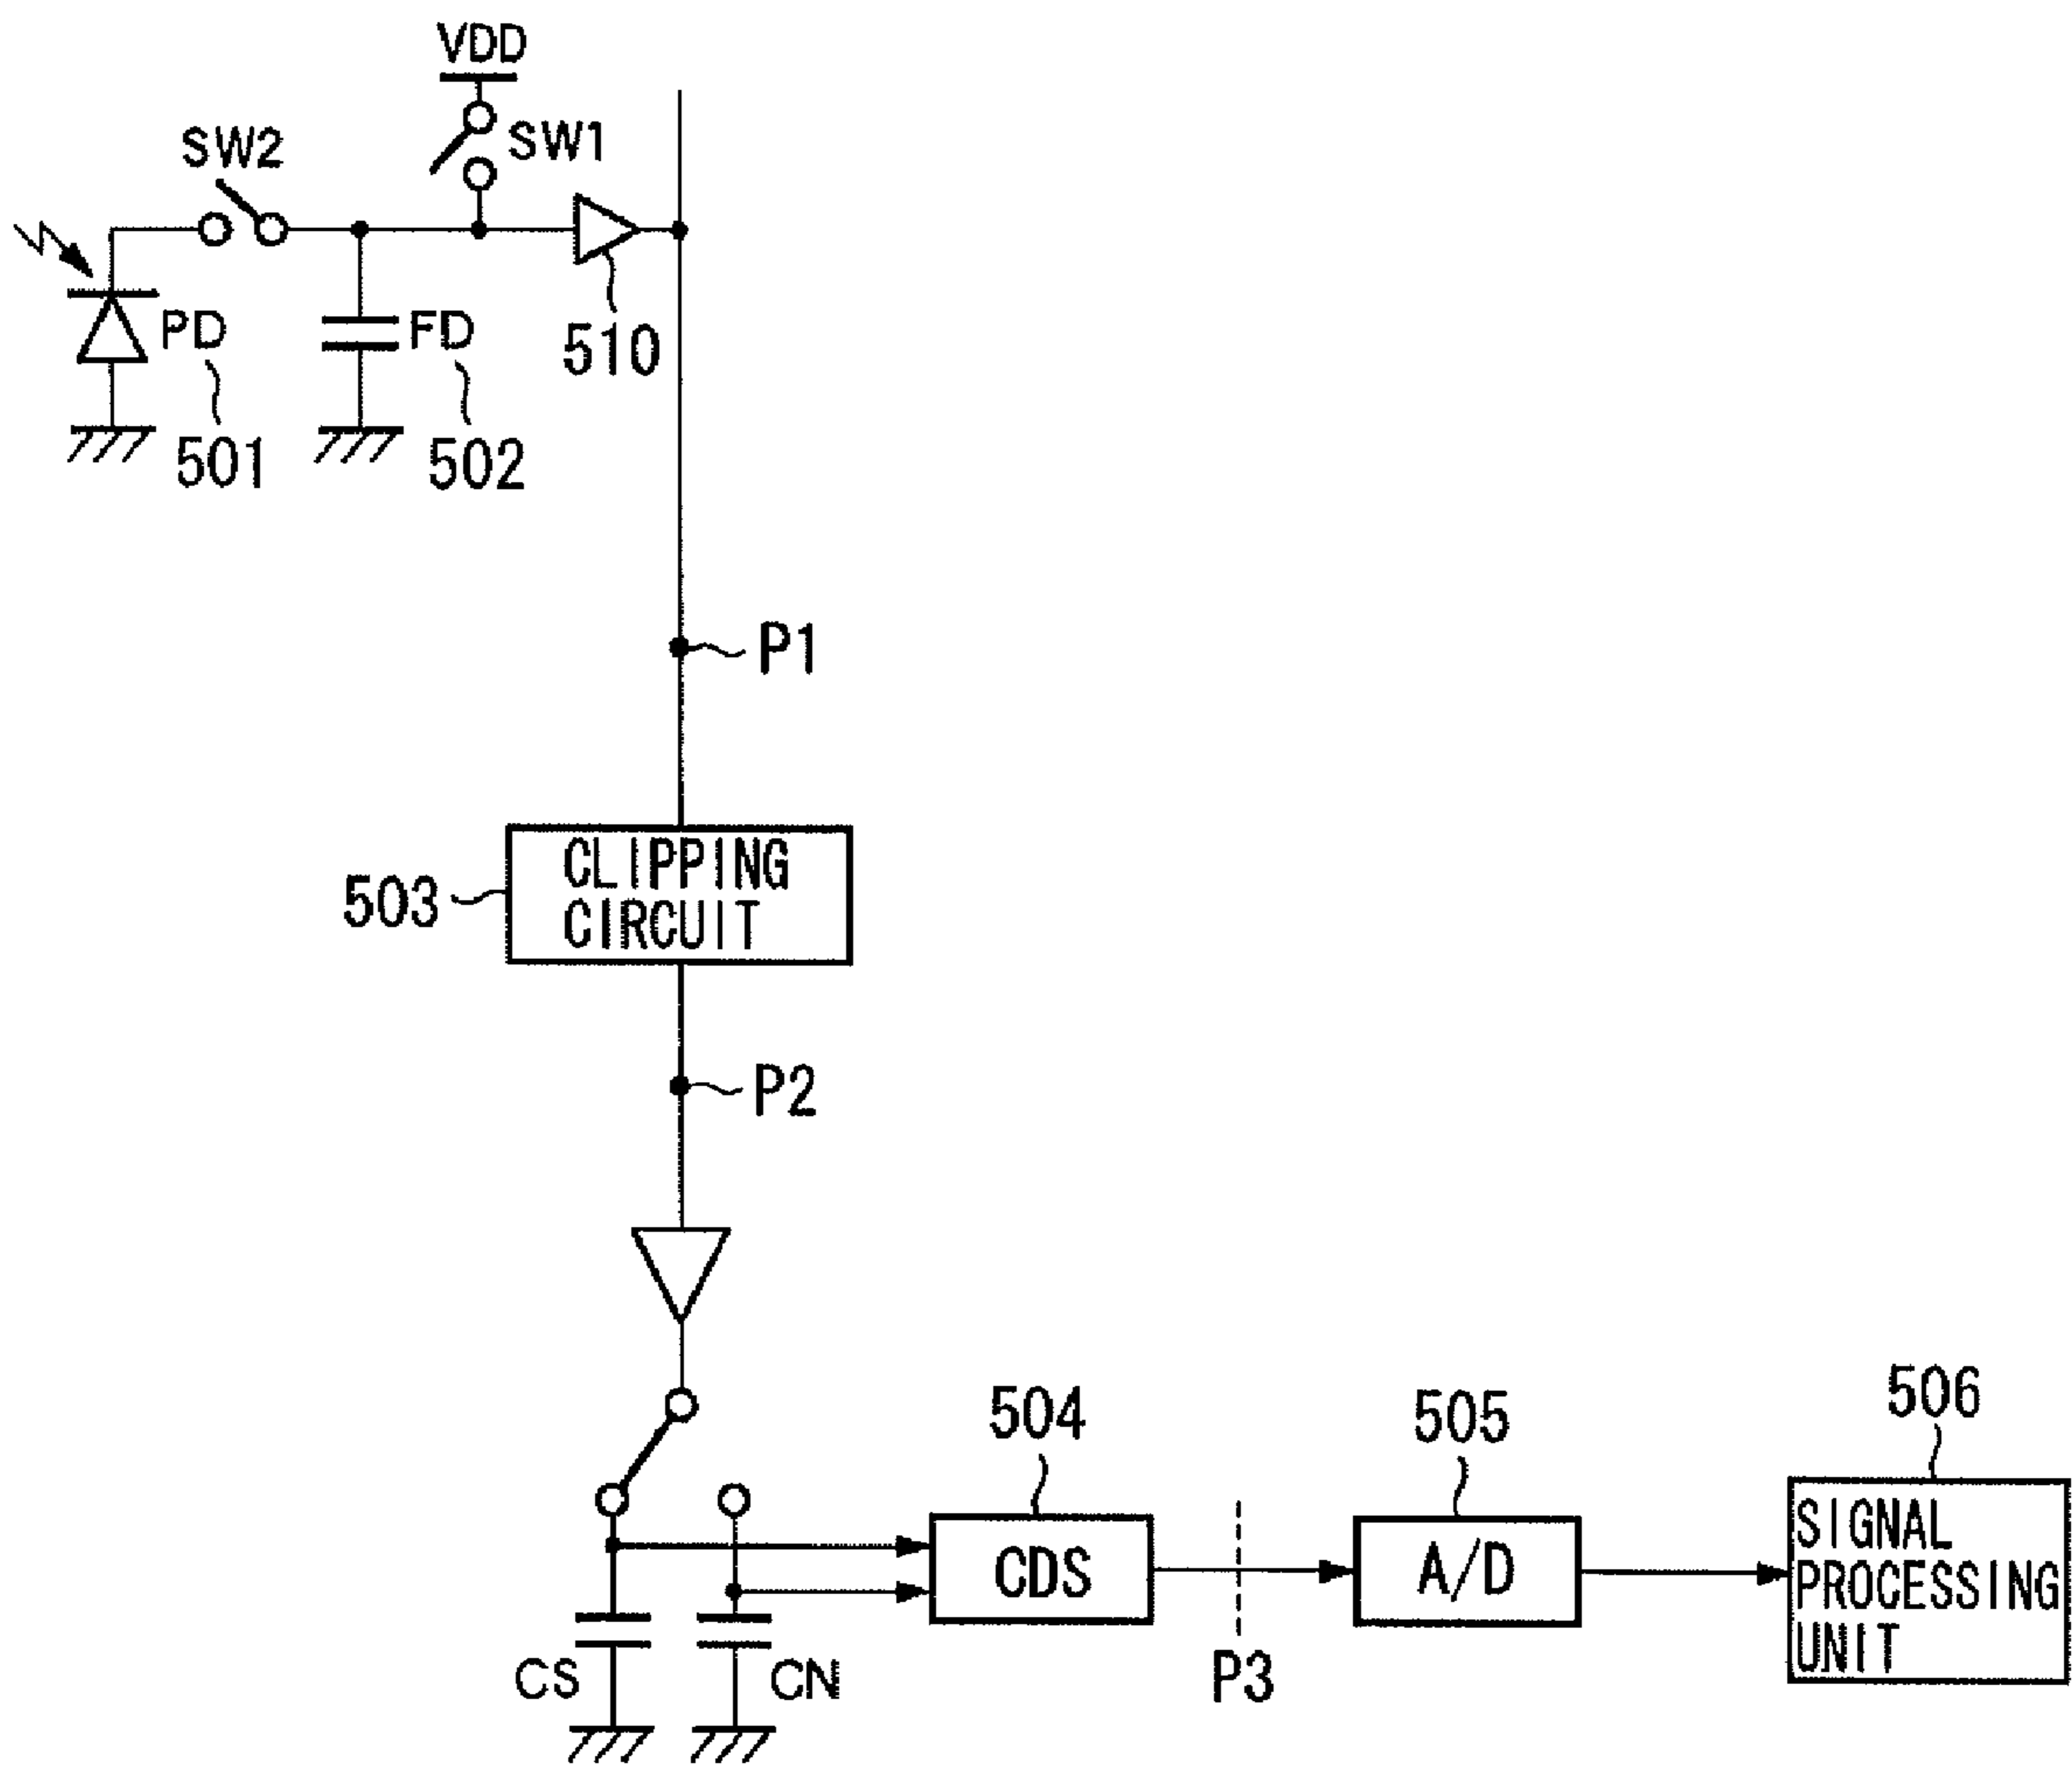 VDD
SW2
SW1
PD
FD
510
501
502
P1
CLIPPING
CIRCUIT
503
P2
504
505
506
CDS
A/D
SIGNAL
PROCESSING
UNIT
CS
CN
P3